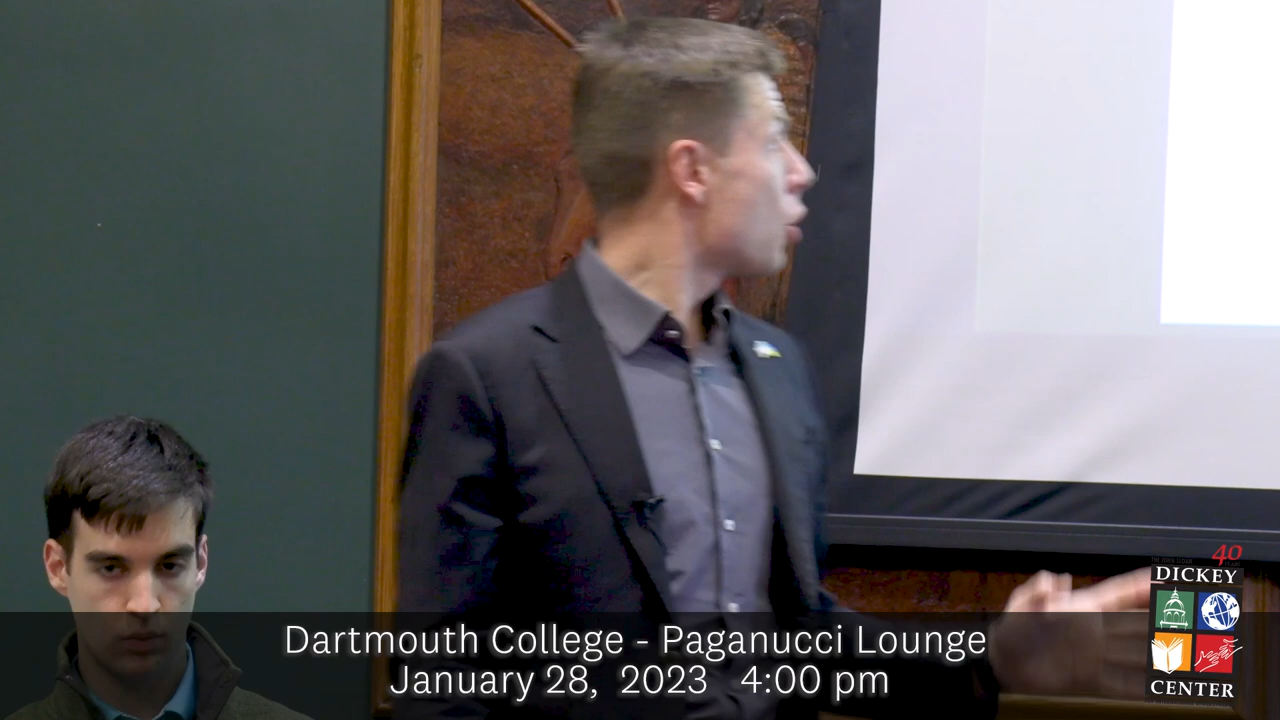 Dartmouth College - Paganucci Lounge
January 28, 2023 4:00 pm
40
DICKEY
CENTER